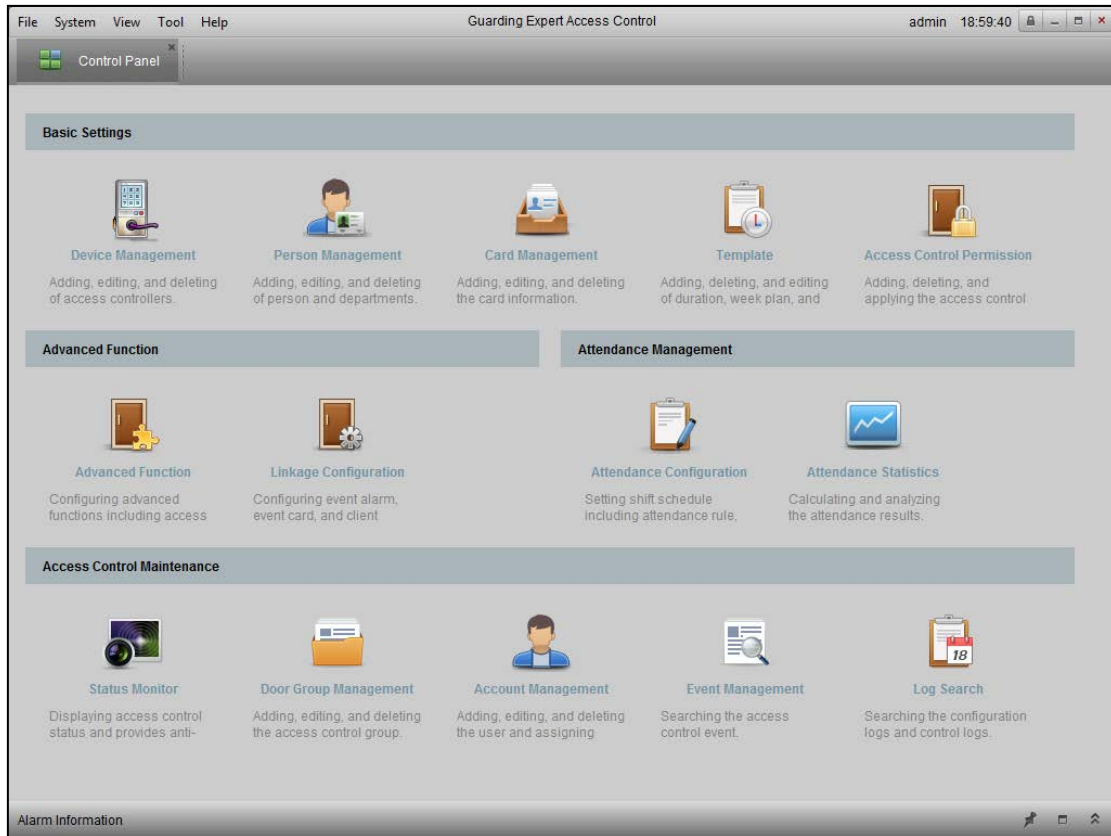 File System View Tool Help Guarding Expert Access Control admin 18:59:40
Control Panel
Basic Settings
Device Management Person Management Card Management Template Access Control Permission
Adding, editing, and deleting Adding, editing, and deleting Adding, editing, and deleting Adding, deleting, and editing Adding, deleting, and
of access controllers. of person and departments. the card information. of duration, week plan, and applying the access control
Advanced Function Attendance Management
Advanced Function Linkage Configuration Attendance Configuration Attendance Statistics
Configuring advanced Configuring event alarm, Setting shift schedule Calculating and analyzing
functions including access event card, and client including attendance rule, the attendance results.
Access Control Maintenance
18
Status Monitor Door Group Management Account Management Event Management Log Search
Displaying access control Adding, editing, and deleting Adding, editing, and deleting Searching the access Searching the configuration
status and provides anti- the access control group. the user and assigning control event. logs and control logs.
Alarm Information